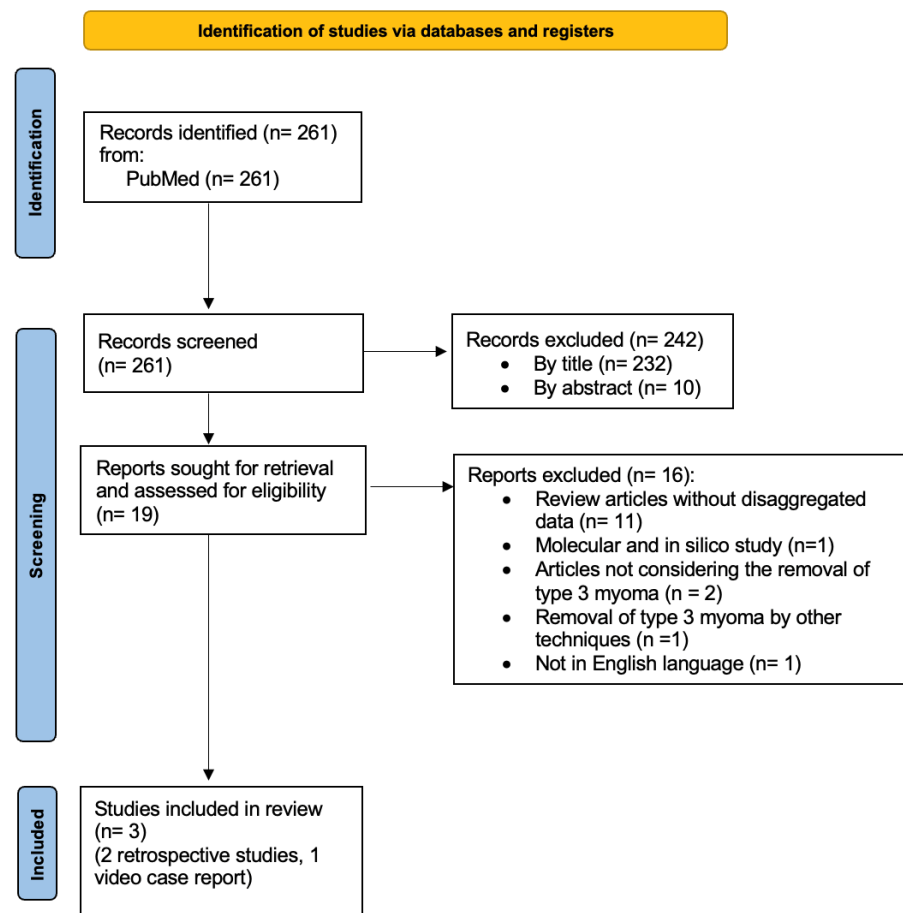 Identification of studies via databases and registers
Identification
Records identified (n= 261)
from:
PubMed (n= 261)
Screening
Records screened
(n= 261)
Records excluded (n= 242)
• By title (n= 232)
• By abstract (n= 10)
Reports sought for retrieval
and assessed for eligibility
(n= 19)
Reports excluded (n= 16):
• Review articles without disaggregated
data (n= 11)
• Molecular and in silico study (n=1)
• Articles not considering the removal of
type 3 myoma (n = 2)
• Removal of type 3 myoma by other
techniques (n =1)
• Not in English language (n= 1)
Included
Studies included in review
(n= 3)
(2 retrospective studies, 1
video case report)